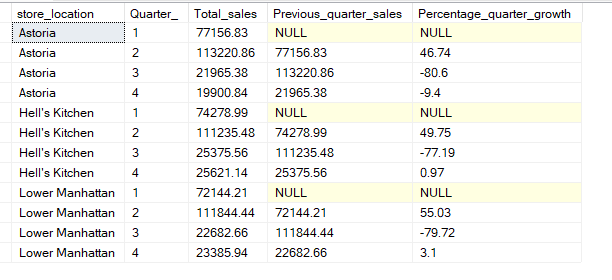 store_location Quarter_ Total_sales Previous_quarter_sales Percentage_quarter_growth
Astoria 1 77156.83 NULL NULL
Astoria 2 113220.86 77156.83 46.74
Astoria 3 21965.38 113220.86 -80.6
Astoria 4 19900.84 21965.38 -9.4
Hell's Kitchen 1 74278.99 NULL NULL
Hell's Kitchen 2 111235.48 74278.99 49.75
Hell's Kitchen 3 25375.56 111235.48 -77.19
Hell's Kitchen 4 25621.14 25375.56 0.97
Lower Manhattan 1 72144.21 NULL NULL
Lower Manhattan 2 111844.44 72144.21 55.03
Lower Manhattan 3 22682.66 111844.44 -79.72
Lower Manhattan 4 23385.94 22682.66 3.1